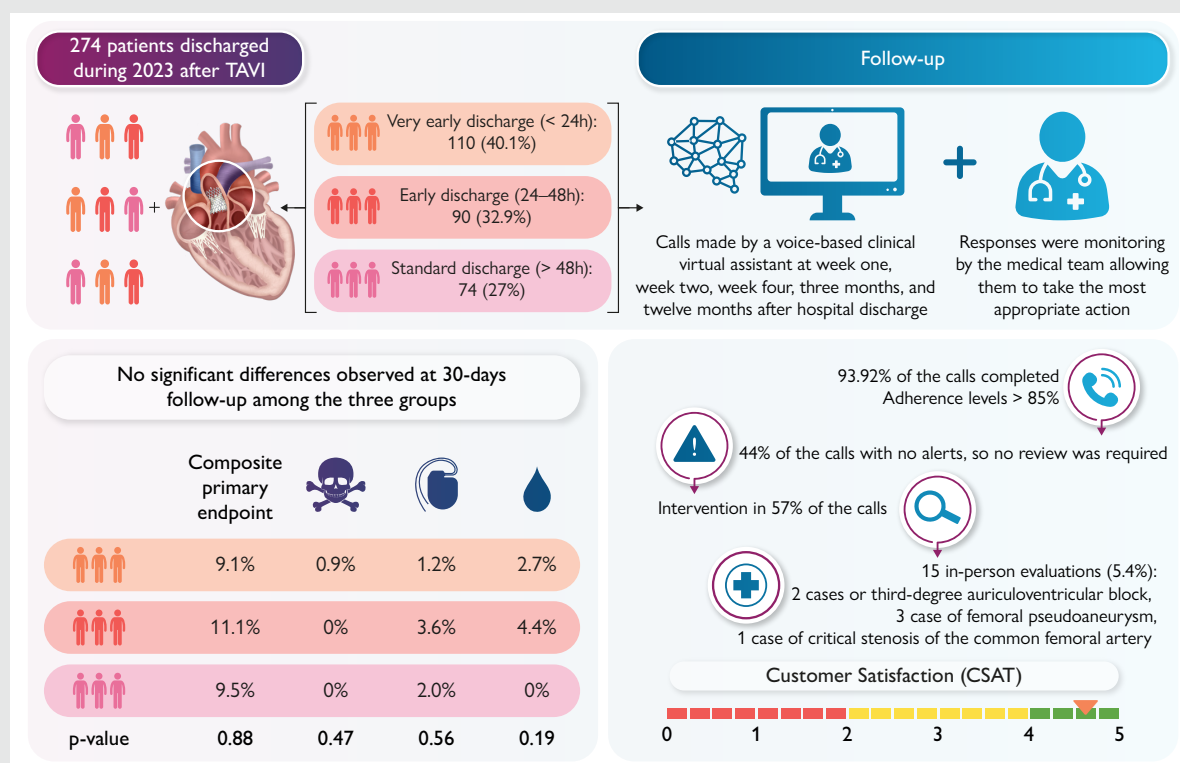 274 patients discharged
during 2023 after TAVI
Follow-up
+
Very early discharge (< 24h):
110 (40.1%)
Early discharge (24–48h):
90 (32.9%)
Standard discharge (> 48h):
74 (27%)
Calls made by a voice-based clinical
virtual assistant at week one,
week two, week four, three months, and
twelve months after hospital discharge
Responses were monitoring
by the medical team allowing
them to take the most
appropriate action
No significant differences observed at 30-days
follow-up among the three groups
Composite
primary
endpoint
9.1% 0.9% 1.2% 2.7%
11.1% 0% 3.6% 4.4%
9.5% 0% 2.0% 0%
p-value 0.88 0.47 0.56 0.19
93.92% of the calls completed
Adherence levels > 85%
44% of the calls with no alerts, so no review was required
Intervention in 57% of the calls
15 in-person evaluations (5.4%):
2 cases or third-degree auriculoventricular block,
3 case of femoral pseudoaneurysm,
1 case of critical stenosis of the common femoral artery
Customer Satisfaction (CSAT)
0 1 2 3 4 5